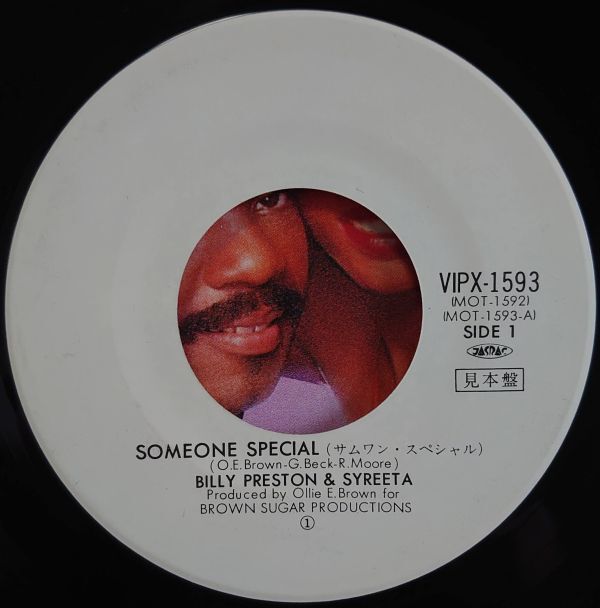 VIPX-1593
(MOT-1592)
(MOT-1593-A)
SIDE 1
JASRAC
見本盤
SOMEONE SPECIAL (サムワン・スペシャル)
(O.E.Brown-G.Beck-R.Moore)
BILLY PRESTON & SYREETA
Produced by Ollie E.Brown for
BROWN SUGAR PRODUCTIONS
①